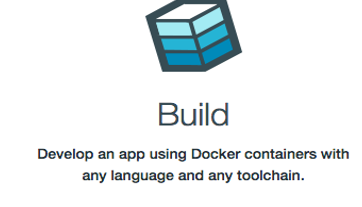 Build
Develop an app using Docker containers with
any language and any toolchain.